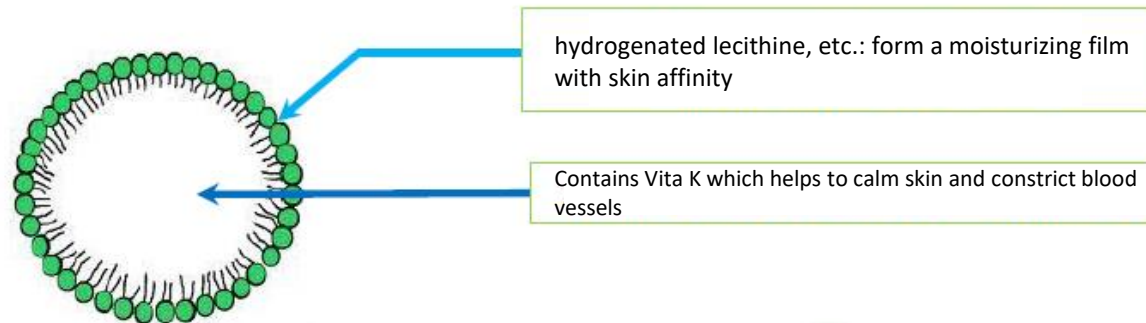 hydrogenated lecithine, etc.: form a moisturizing film
with skin affinity
Contains Vita K which helps to calm skin and constrict blood
vessels